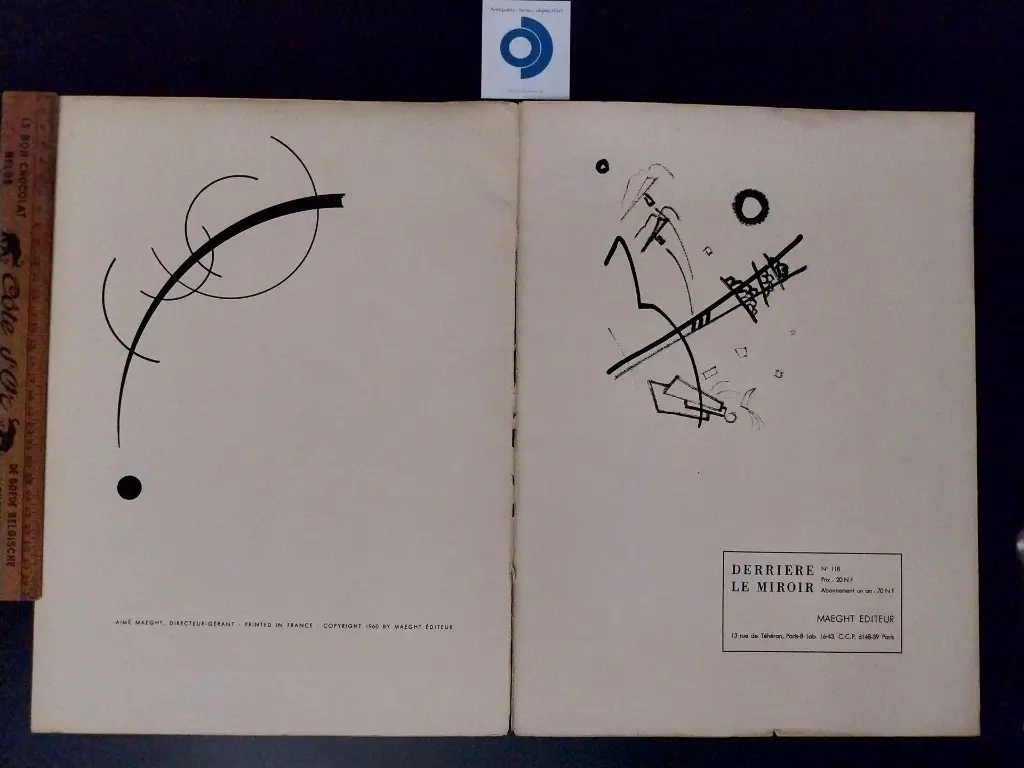 LE BON CHOCOLAT
BELGE
Côte d'Or
DE GOEDE BELGISCHE
AIMÉ MAEGHT, DIRECTEUR-GÉRANT · PRINTED IN FRANCE · COPYRIGHT 1960 BY MAEGHT ÉDITEUR
DERRIERE
LE MIROIR
N° 118
Prix : 20 N f
Abonnement un an : 70 N f
MAEGHT EDITEUR
13 rue de Téhéran, Paris-8 Lab. 16-43, C.C.P. 6148-59 Paris